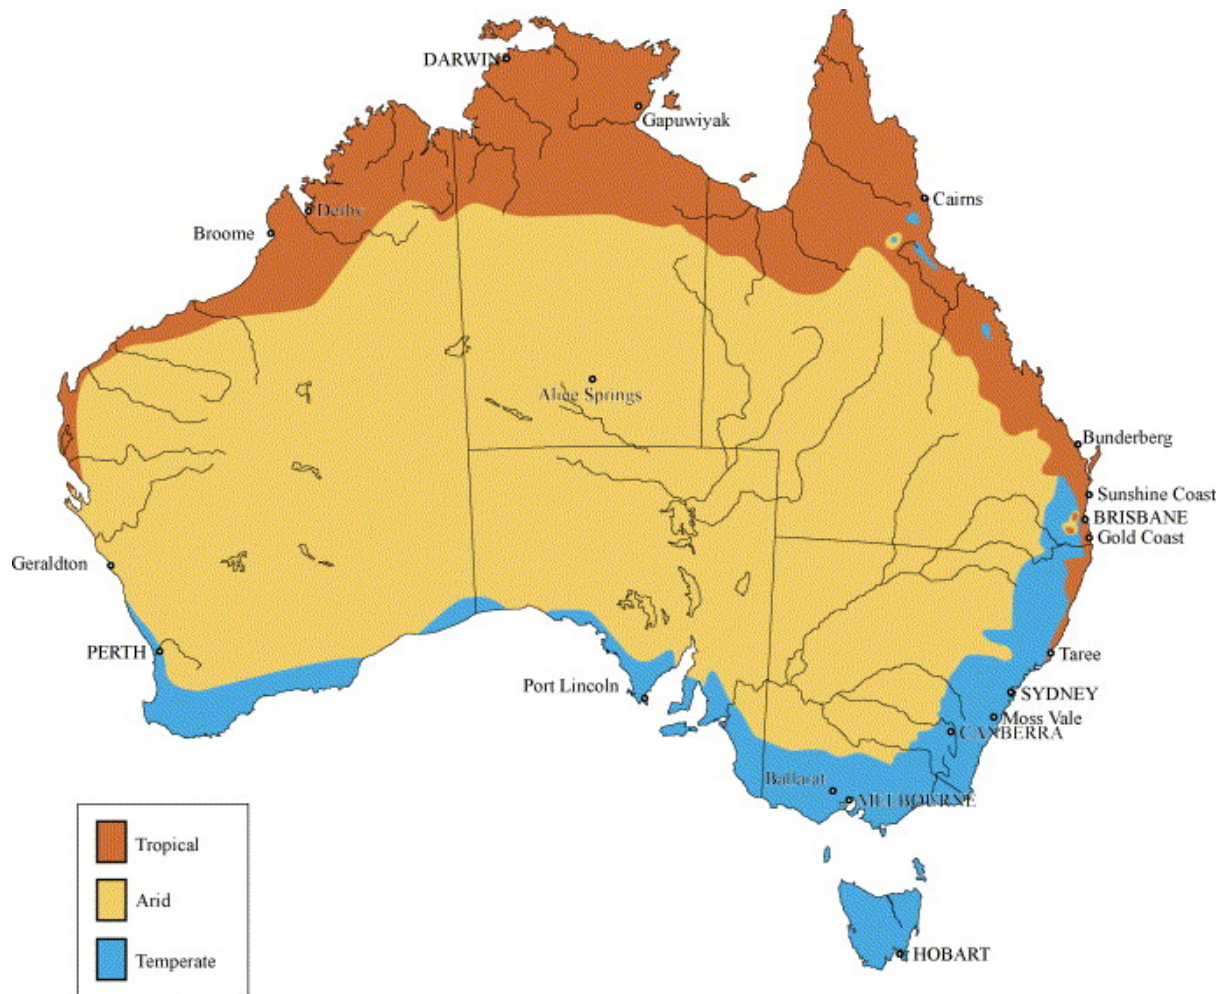 DARWIN
Gapuwiyak
Cairns
Derby
Broome
Alice Springs
Bunderberg
Sunshine Coast
BRISBANE
Gold Coast
Geraldton
PERTH
Taree
Port Lincoln
SYDNEY
Moss Vale
CANBERRA
Ballarat
MELBOURNE
HOBART
Tropical
Arid
Temperate